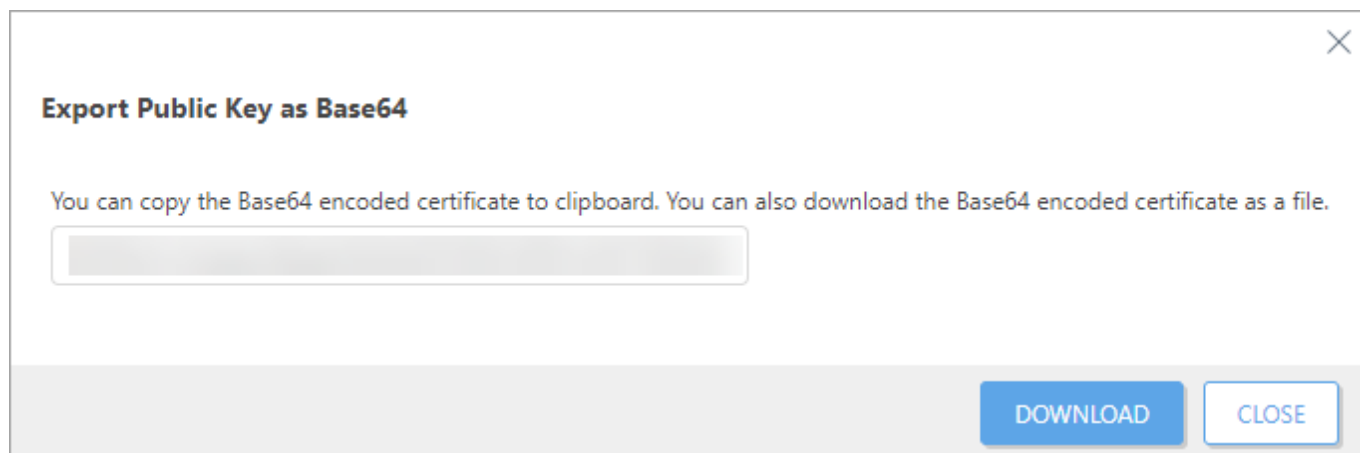 Export Public Key as Base64
You can copy the Base64 encoded certificate to clipboard. You can also download the Base64 encoded certificate as a file.
DOWNLOAD
CLOSE